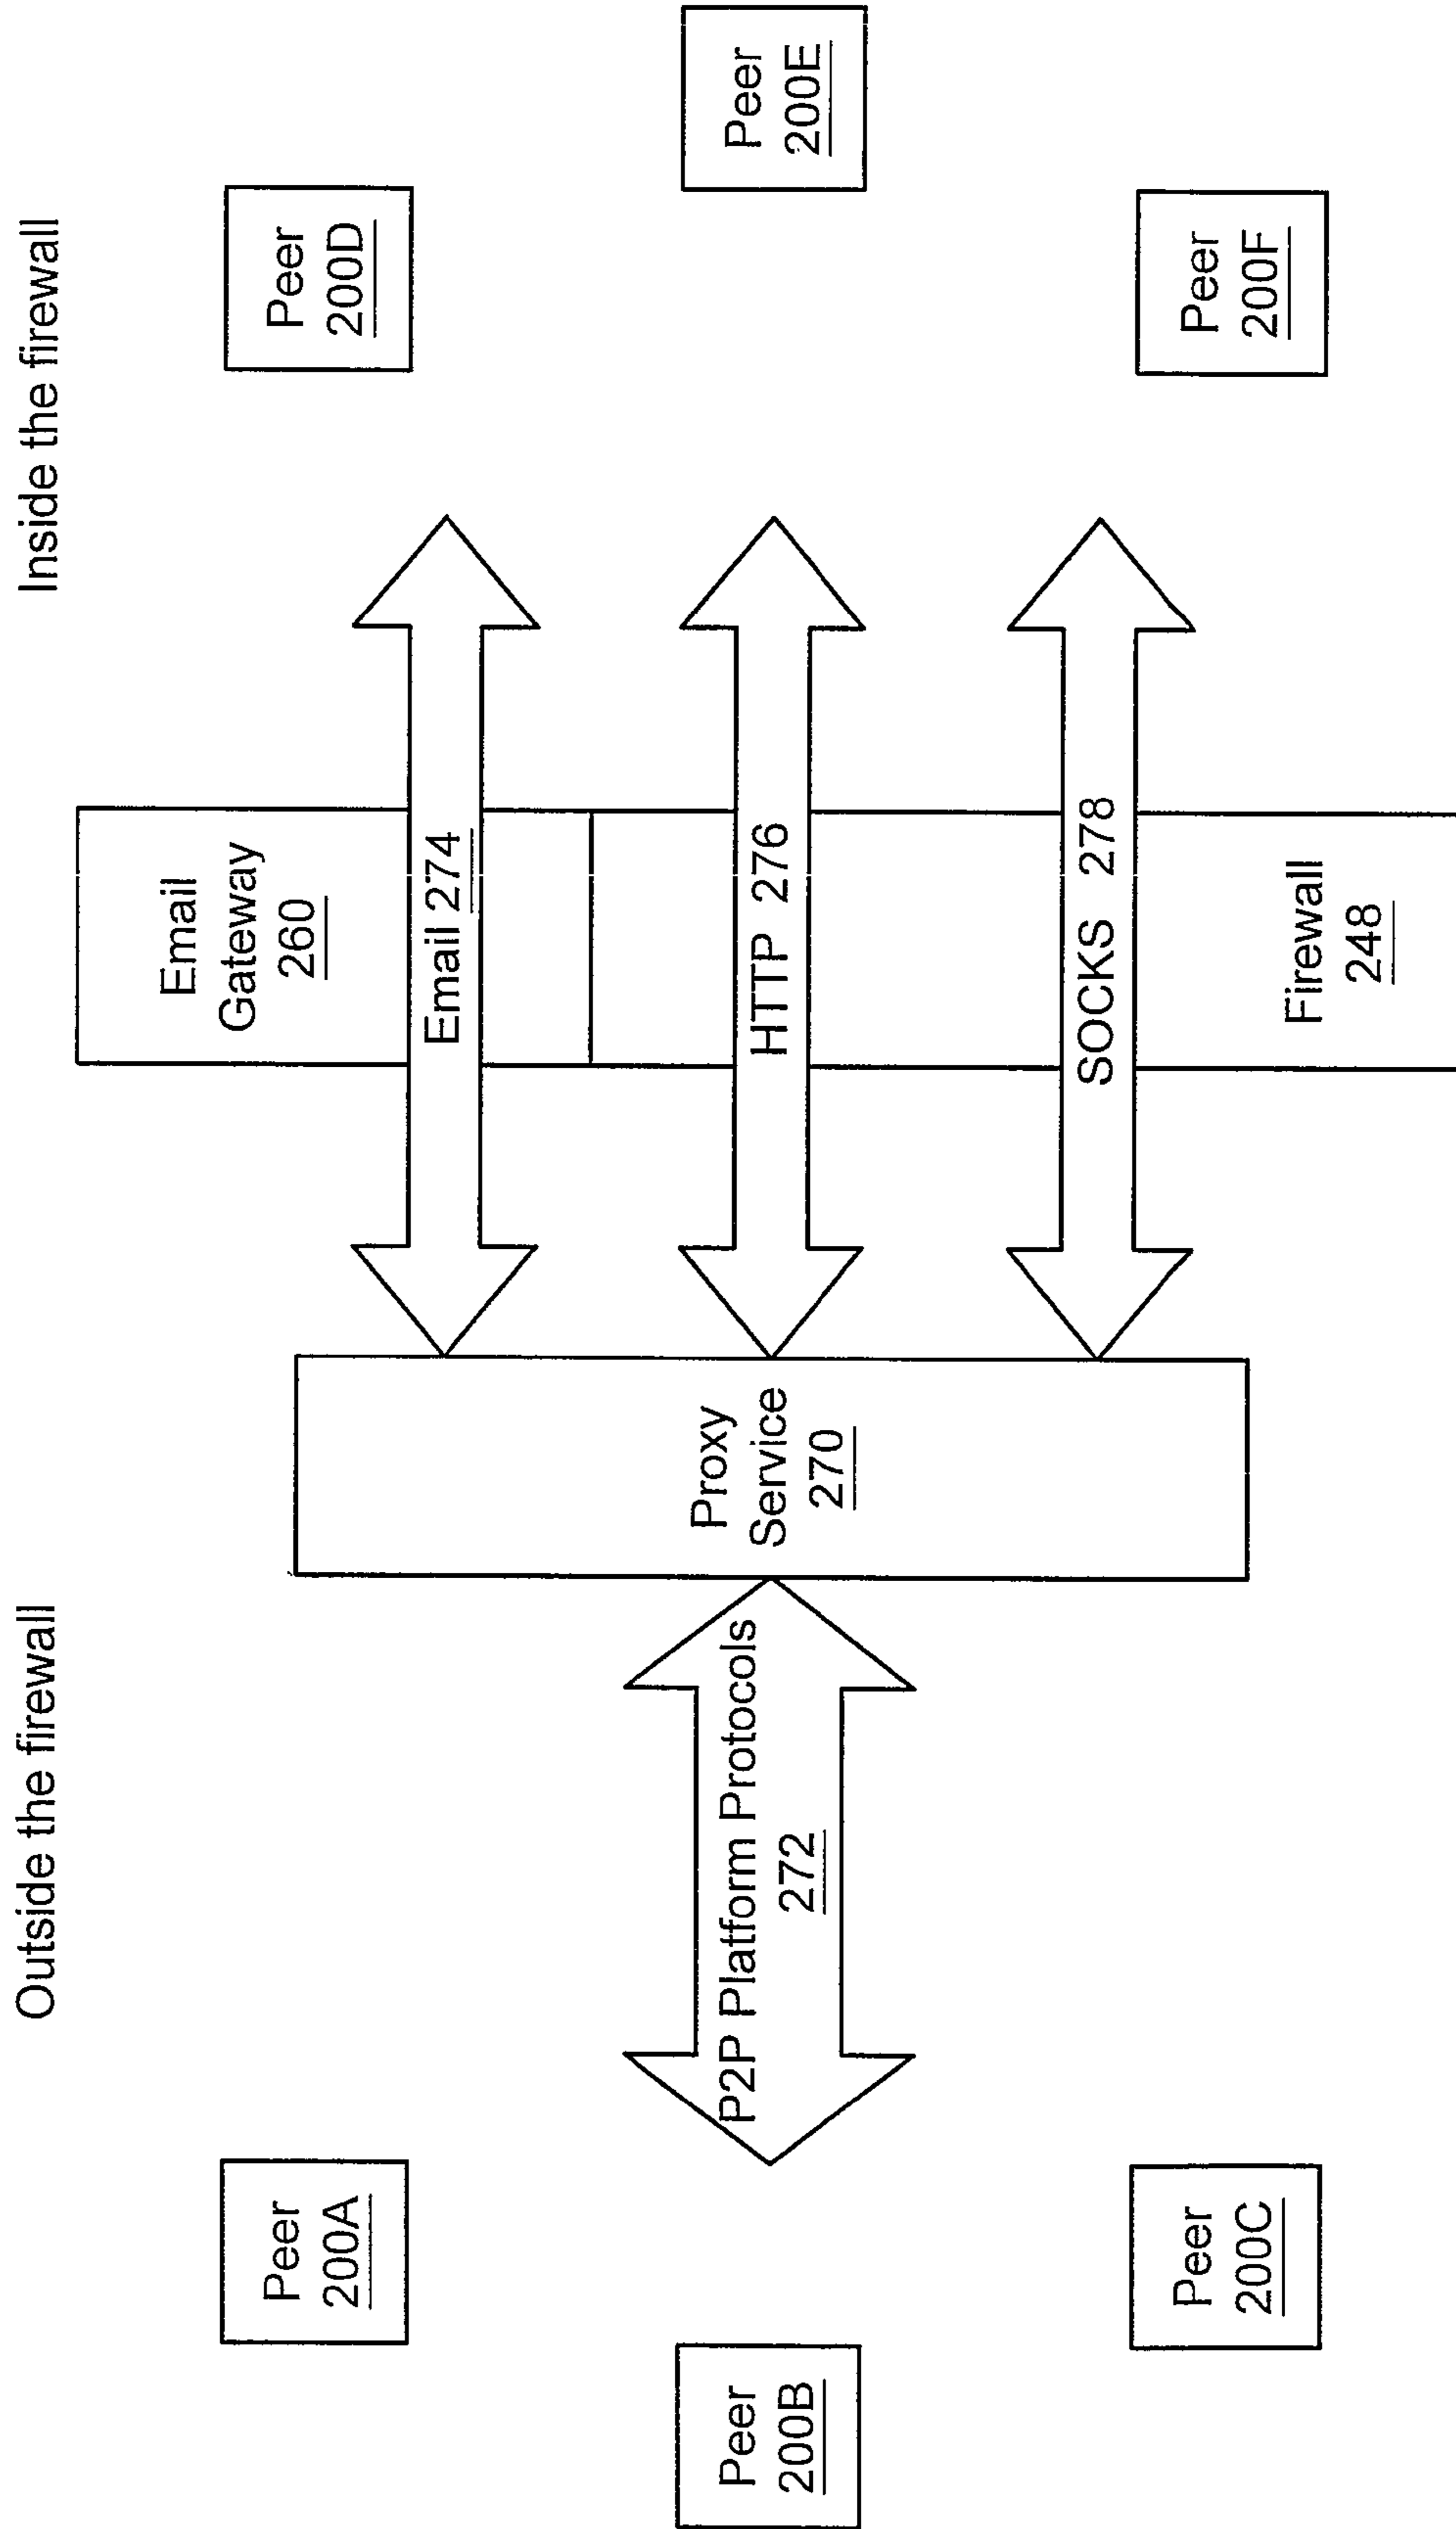 Outside the firewall
Inside the firewall
Peer
200A
Peer
200B
Peer
200C
P2P Platform Protocols
272
Proxy
Service
270
Email
Gateway
260
Email 274
HTTP 276
SOCKS 278
Firewall
248
Peer
200D
Peer
200E
Peer
200F